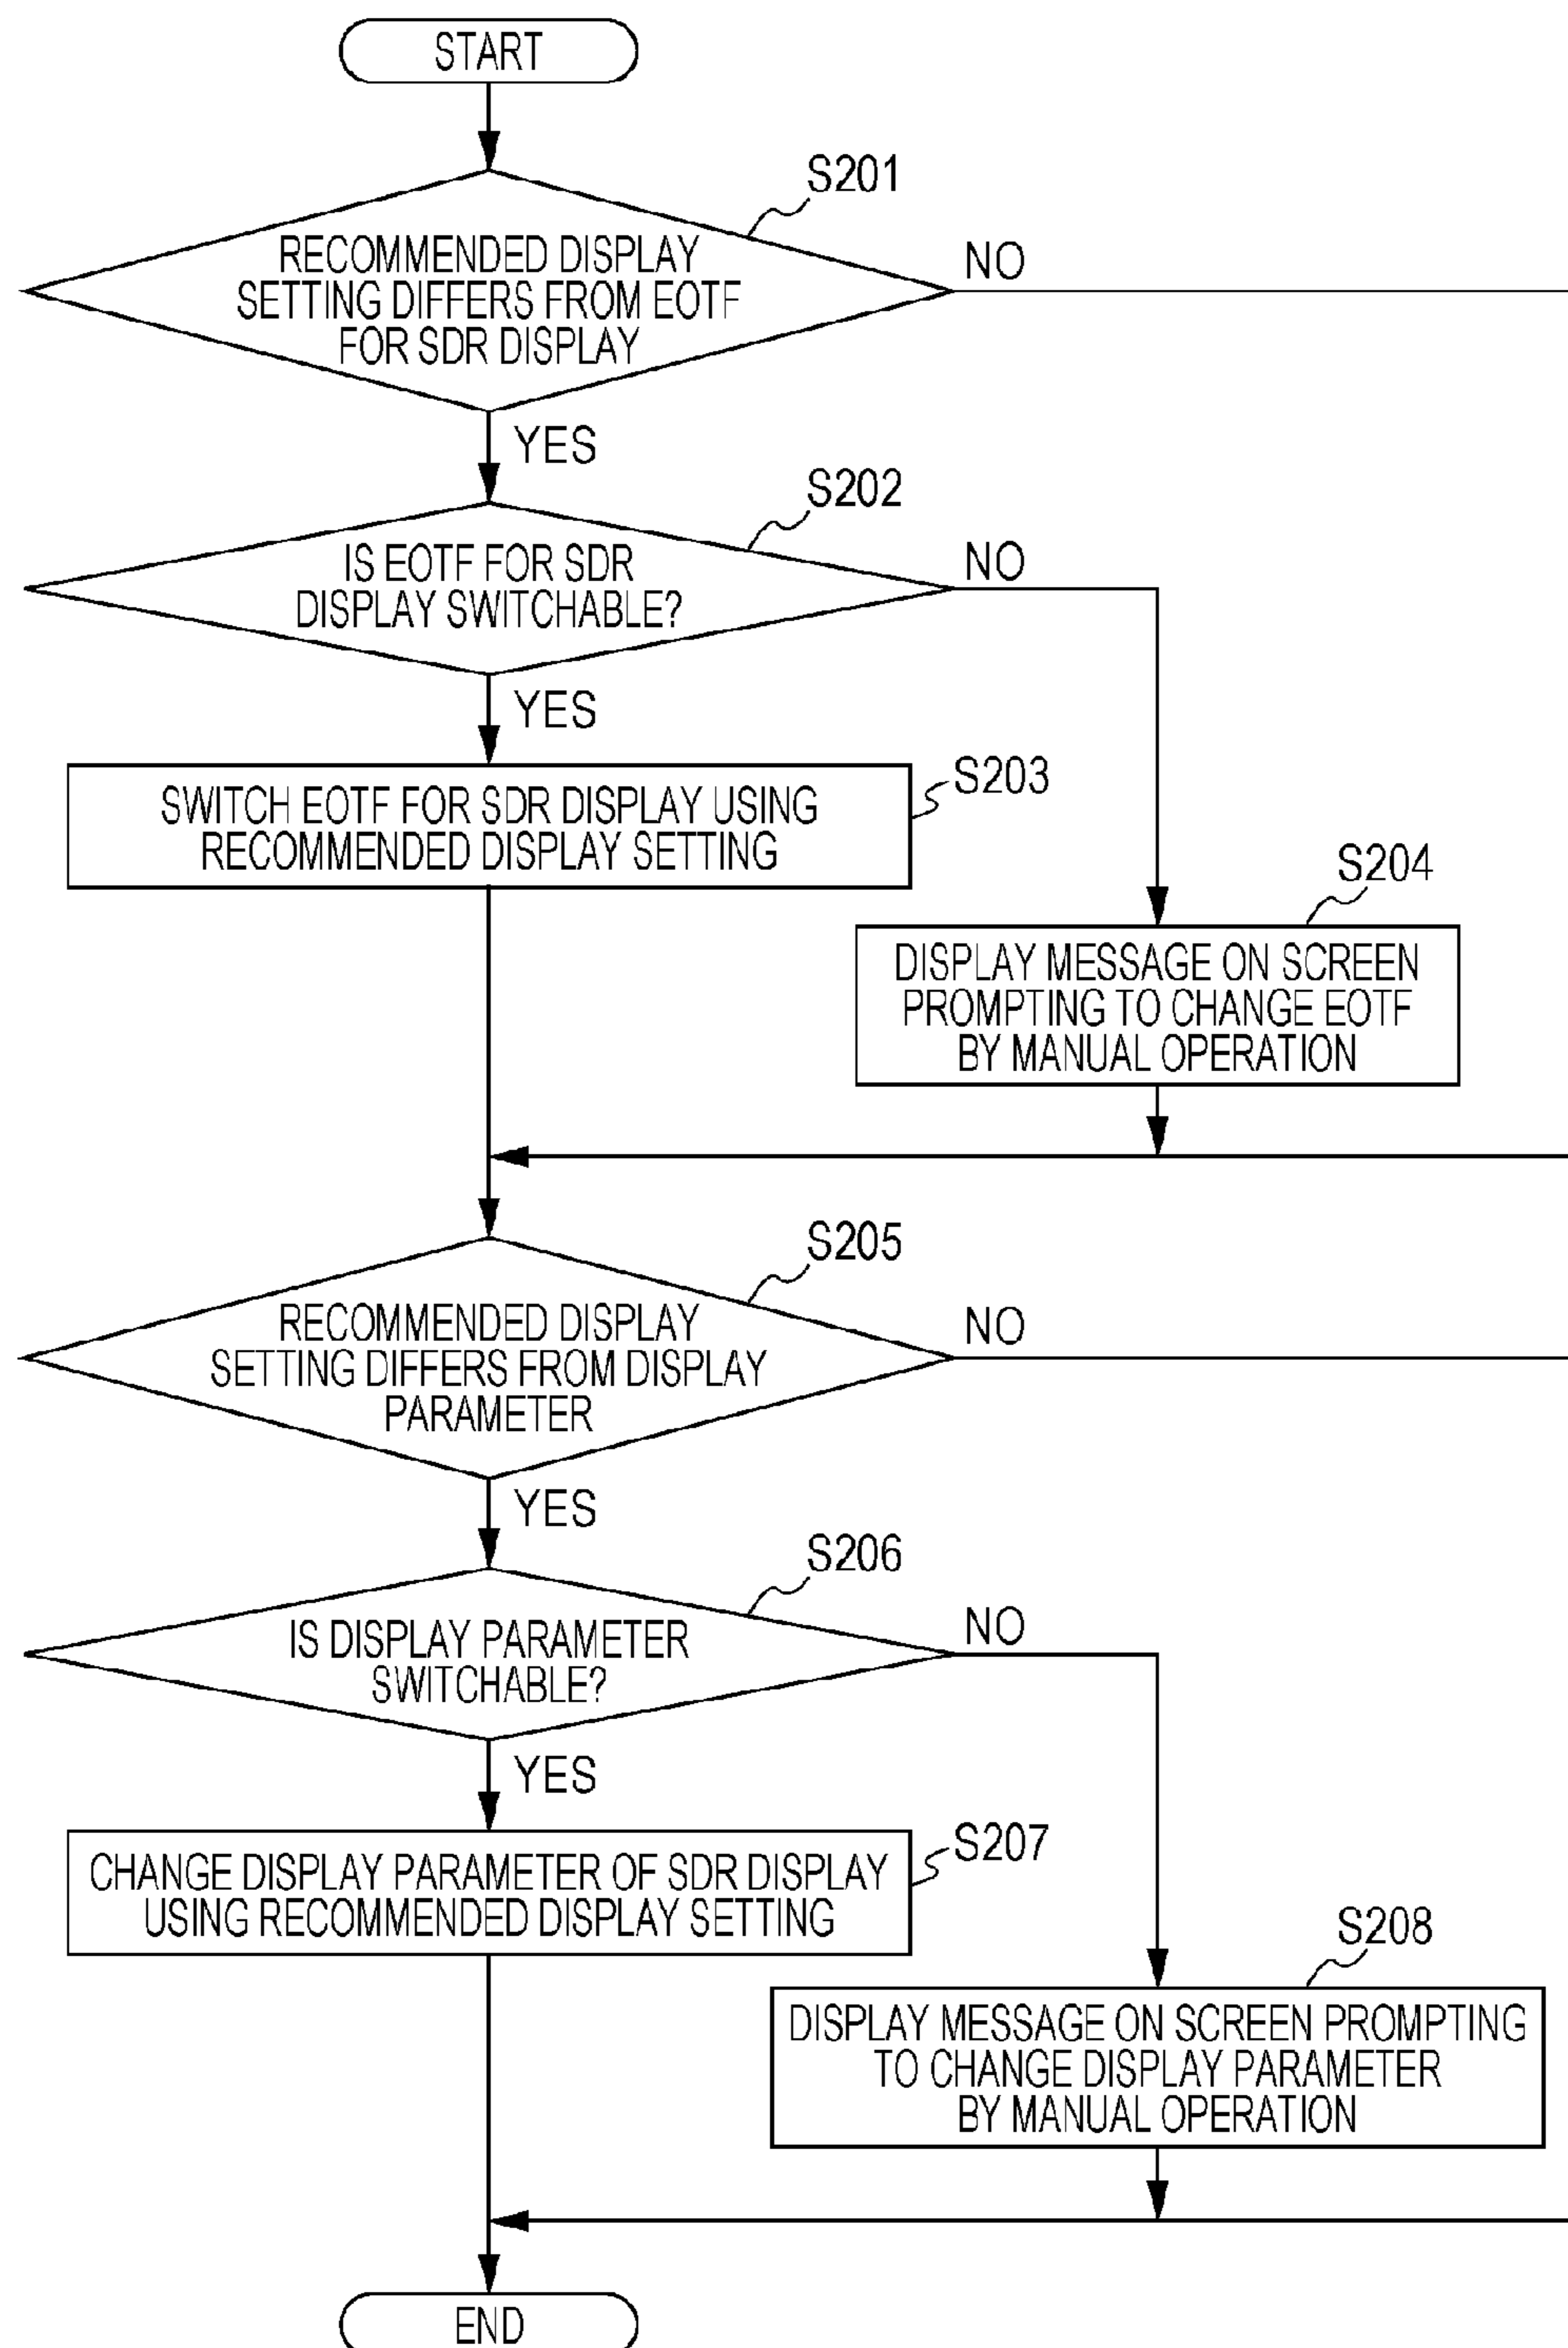 START
S201
RECOMMENDED DISPLAY
SETTING DIFFERS FROM EOTF
FOR SDR DISPLAY
NO
YES
S202
IS EOTF FOR SDR
DISPLAY SWITCHABLE?
NO
YES
S203
SWITCH EOTF FOR SDR DISPLAY USING
RECOMMENDED DISPLAY SETTING
S204
DISPLAY MESSAGE ON SCREEN
PROMPTING TO CHANGE EOTF
BY MANUAL OPERATION
S205
RECOMMENDED DISPLAY
SETTING DIFFERS FROM DISPLAY
PARAMETER
NO
YES
S206
IS DISPLAY PARAMETER
SWITCHABLE?
NO
YES
S207
CHANGE DISPLAY PARAMETER OF SDR DISPLAY
USING RECOMMENDED DISPLAY SETTING
S208
DISPLAY MESSAGE ON SCREEN PROMPTING
TO CHANGE DISPLAY PARAMETER
BY MANUAL OPERATION
END